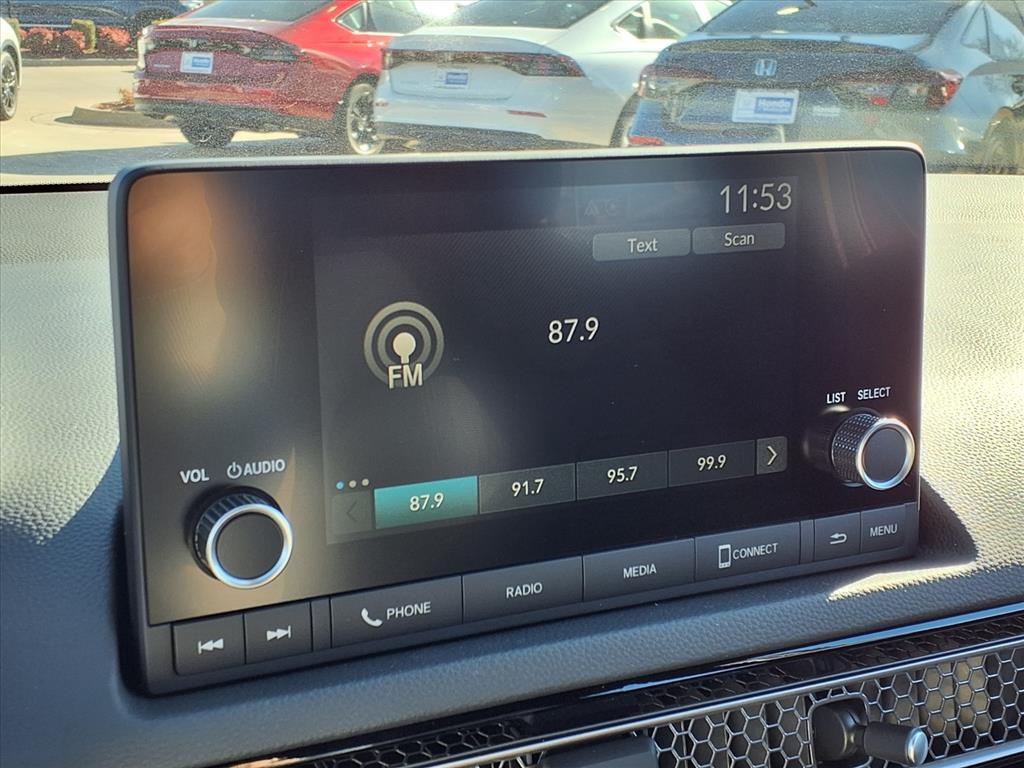 Honda
11:53
Text Scan
87.9
FM
LIST SELECT
VOL AUDIO
87.9 91.7 95.7 99.9
PHONE RADIO MEDIA CONNECT MENU